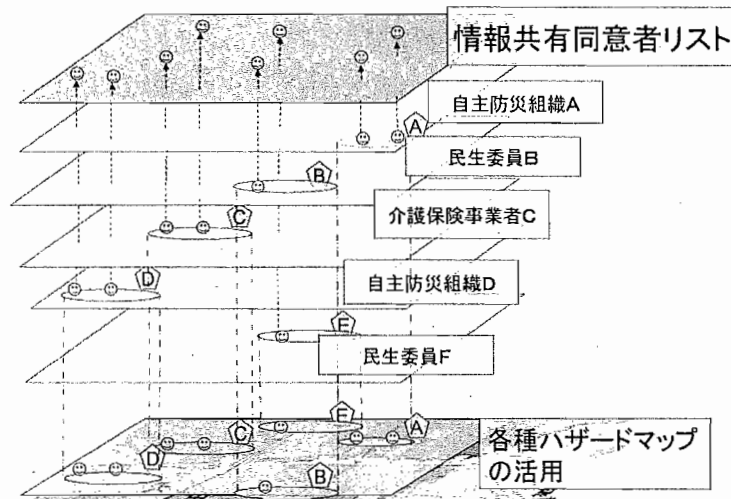 情報共有同意者リスト
自主防災組織A
A
民生委員B
B
介護保険事業者C
C
自主防災組織D
D
E
民生委員F
E
A
C
D
B
各種ハザードマップ
の活用